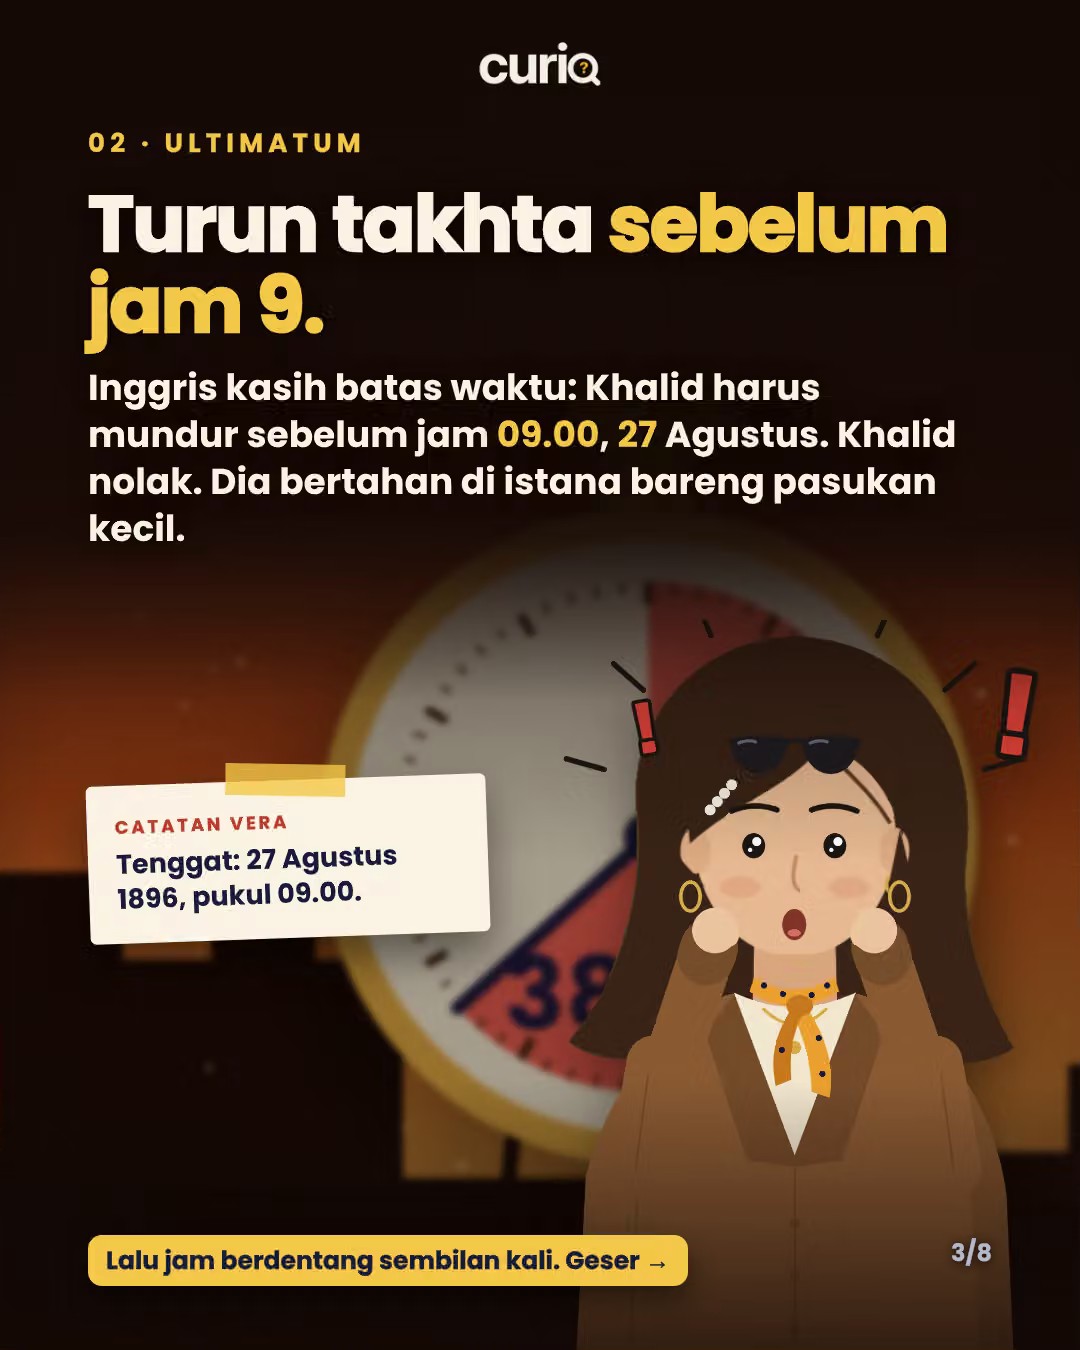 curio
02 · ULTIMATUM
Turun takhta sebelum
jam 9.
Inggris kasih batas waktu: Khalid harus
mundur sebelum jam 09.00, 27 Agustus. Khalid
nolak. Dia bertahan di istana bareng pasukan
kecil.
CATATAN VERA
Tenggat: 27 Agustus
1896, pukul 09.00.
38
Lalu jam berdentang sembilan kali. Geser →
3/8